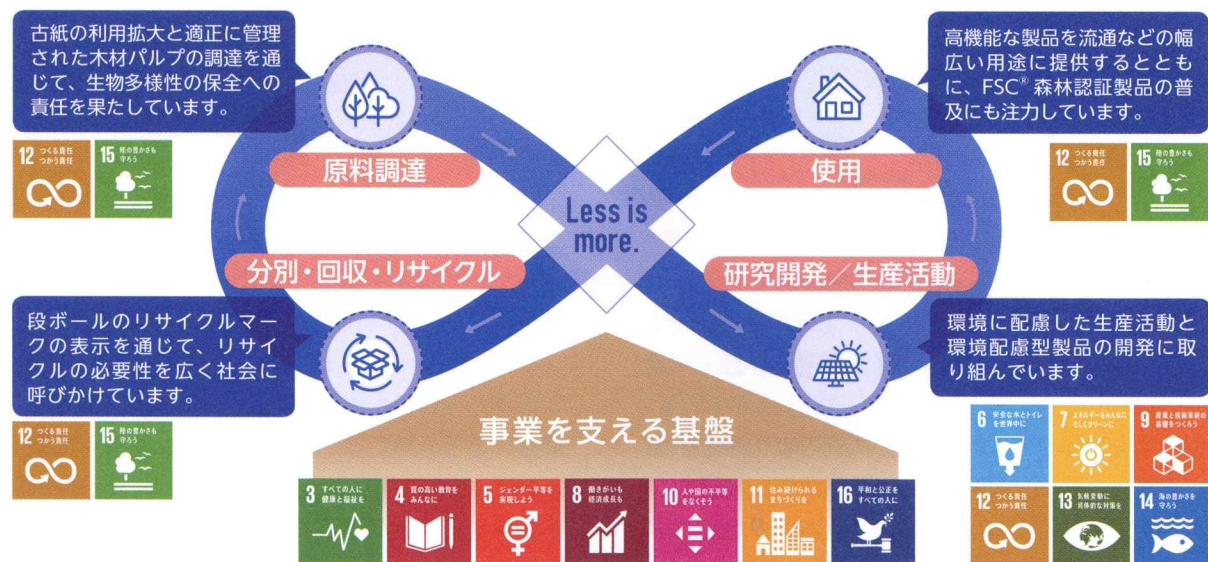 古紙の利用拡大と適正に管理
された木材パルプの調達を通
じて、生物多様性の保全への
責任を果たしています。
12 つくる責任
つかう責任
15 陸の豊かさも
守ろう
原料調達
高機能な製品を流通などの幅
広い用途に提供するととも
に、FSC® 森林認証製品の普
及にも注力しています。
12 つくる責任
つかう責任
15 陸の豊かさも
守ろう
使用
Less is
more.
分別・回収・リサイクル
段ボールのリサイクルマー
クの表示を通じて、リサイ
クルの必要性を広く社会に
呼びかけています。
12 つくる責任
つかう責任
15 陸の豊かさも
守ろう
研究開発／生産活動
環境に配慮した生産活動と
環境配慮型製品の開発に取
り組んでいます。
6 安全な水とトイレ
を世界中に
7 エネルギーをみんなに
そしてクリーンに
9 産業と技術革新の
基盤をつくろう
12 つくる責任
つかう責任
13 気候変動に
具体的な対策を
14 海の豊かさを
守ろう
事業を支える基盤
3 すべての人に
健康と福祉を
4 質の高い教育を
みんなに
5 ジェンダー平等を
実現しよう
8 働きがいも
経済成長も
10 人や国の不平等
をなくそう
11 住み続けられる
まちづくりを
16 平和と公正を
すべての人に